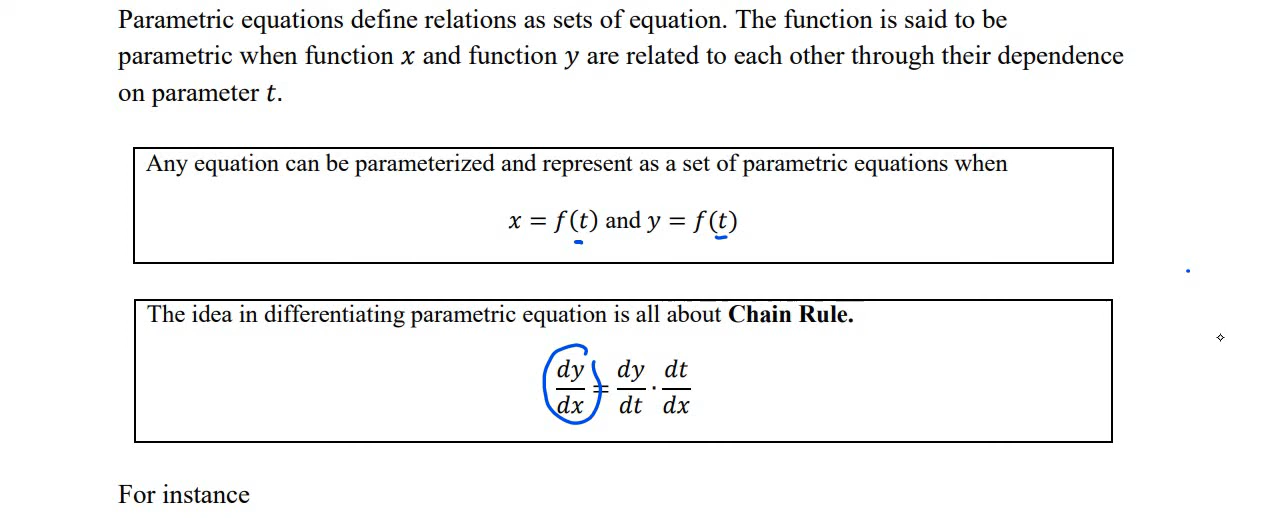 Parametric equations define relations as sets of equation. The function is said to be
parametric when function x and function y are related to each other through their dependence
on parameter t.
Any equation can be parameterized and represent as a set of parametric equations when
x = f(t) and y = f(t)
The idea in differentiating parametric equation is all about Chain Rule.
dy/dx = dy/dt · dt/dx
For instance